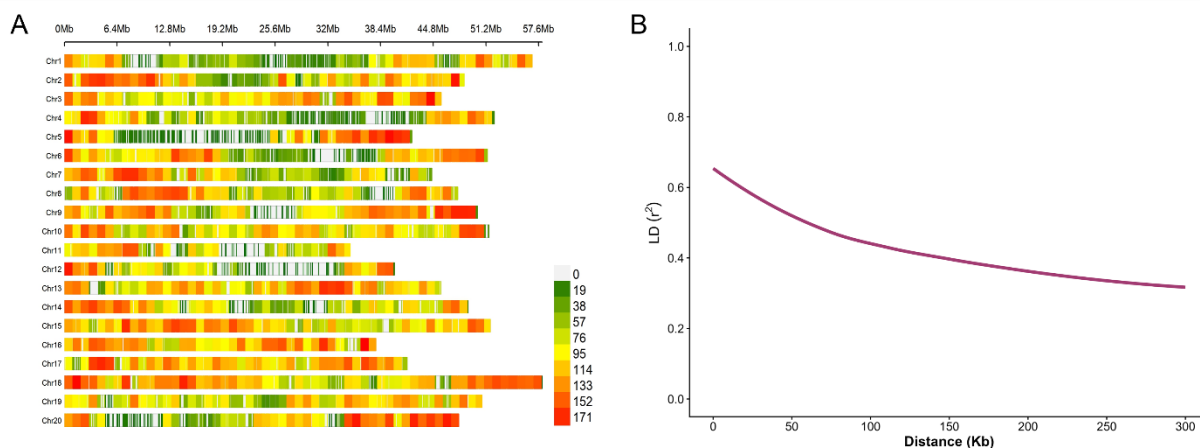 A
0Mb 6.4Mb 12.8Mb 19.2Mb 25.6Mb 32Mb 38.4Mb 44.8Mb 51.2Mb 57.6Mb
Chr1
Chr2
Chr3
Chr4
Chr5
Chr6
Chr7
Chr8
Chr9
Chr10
Chr11
Chr12
Chr13
Chr14
Chr15
Chr16
Chr17
Chr18
Chr19
Chr20
0
19
38
57
76
95
114
133
152
171
B
LD (r²)
1.0
0.8
0.6
0.4
0.2
0.0
0 50 100 150 200 250 300
Distance (Kb)